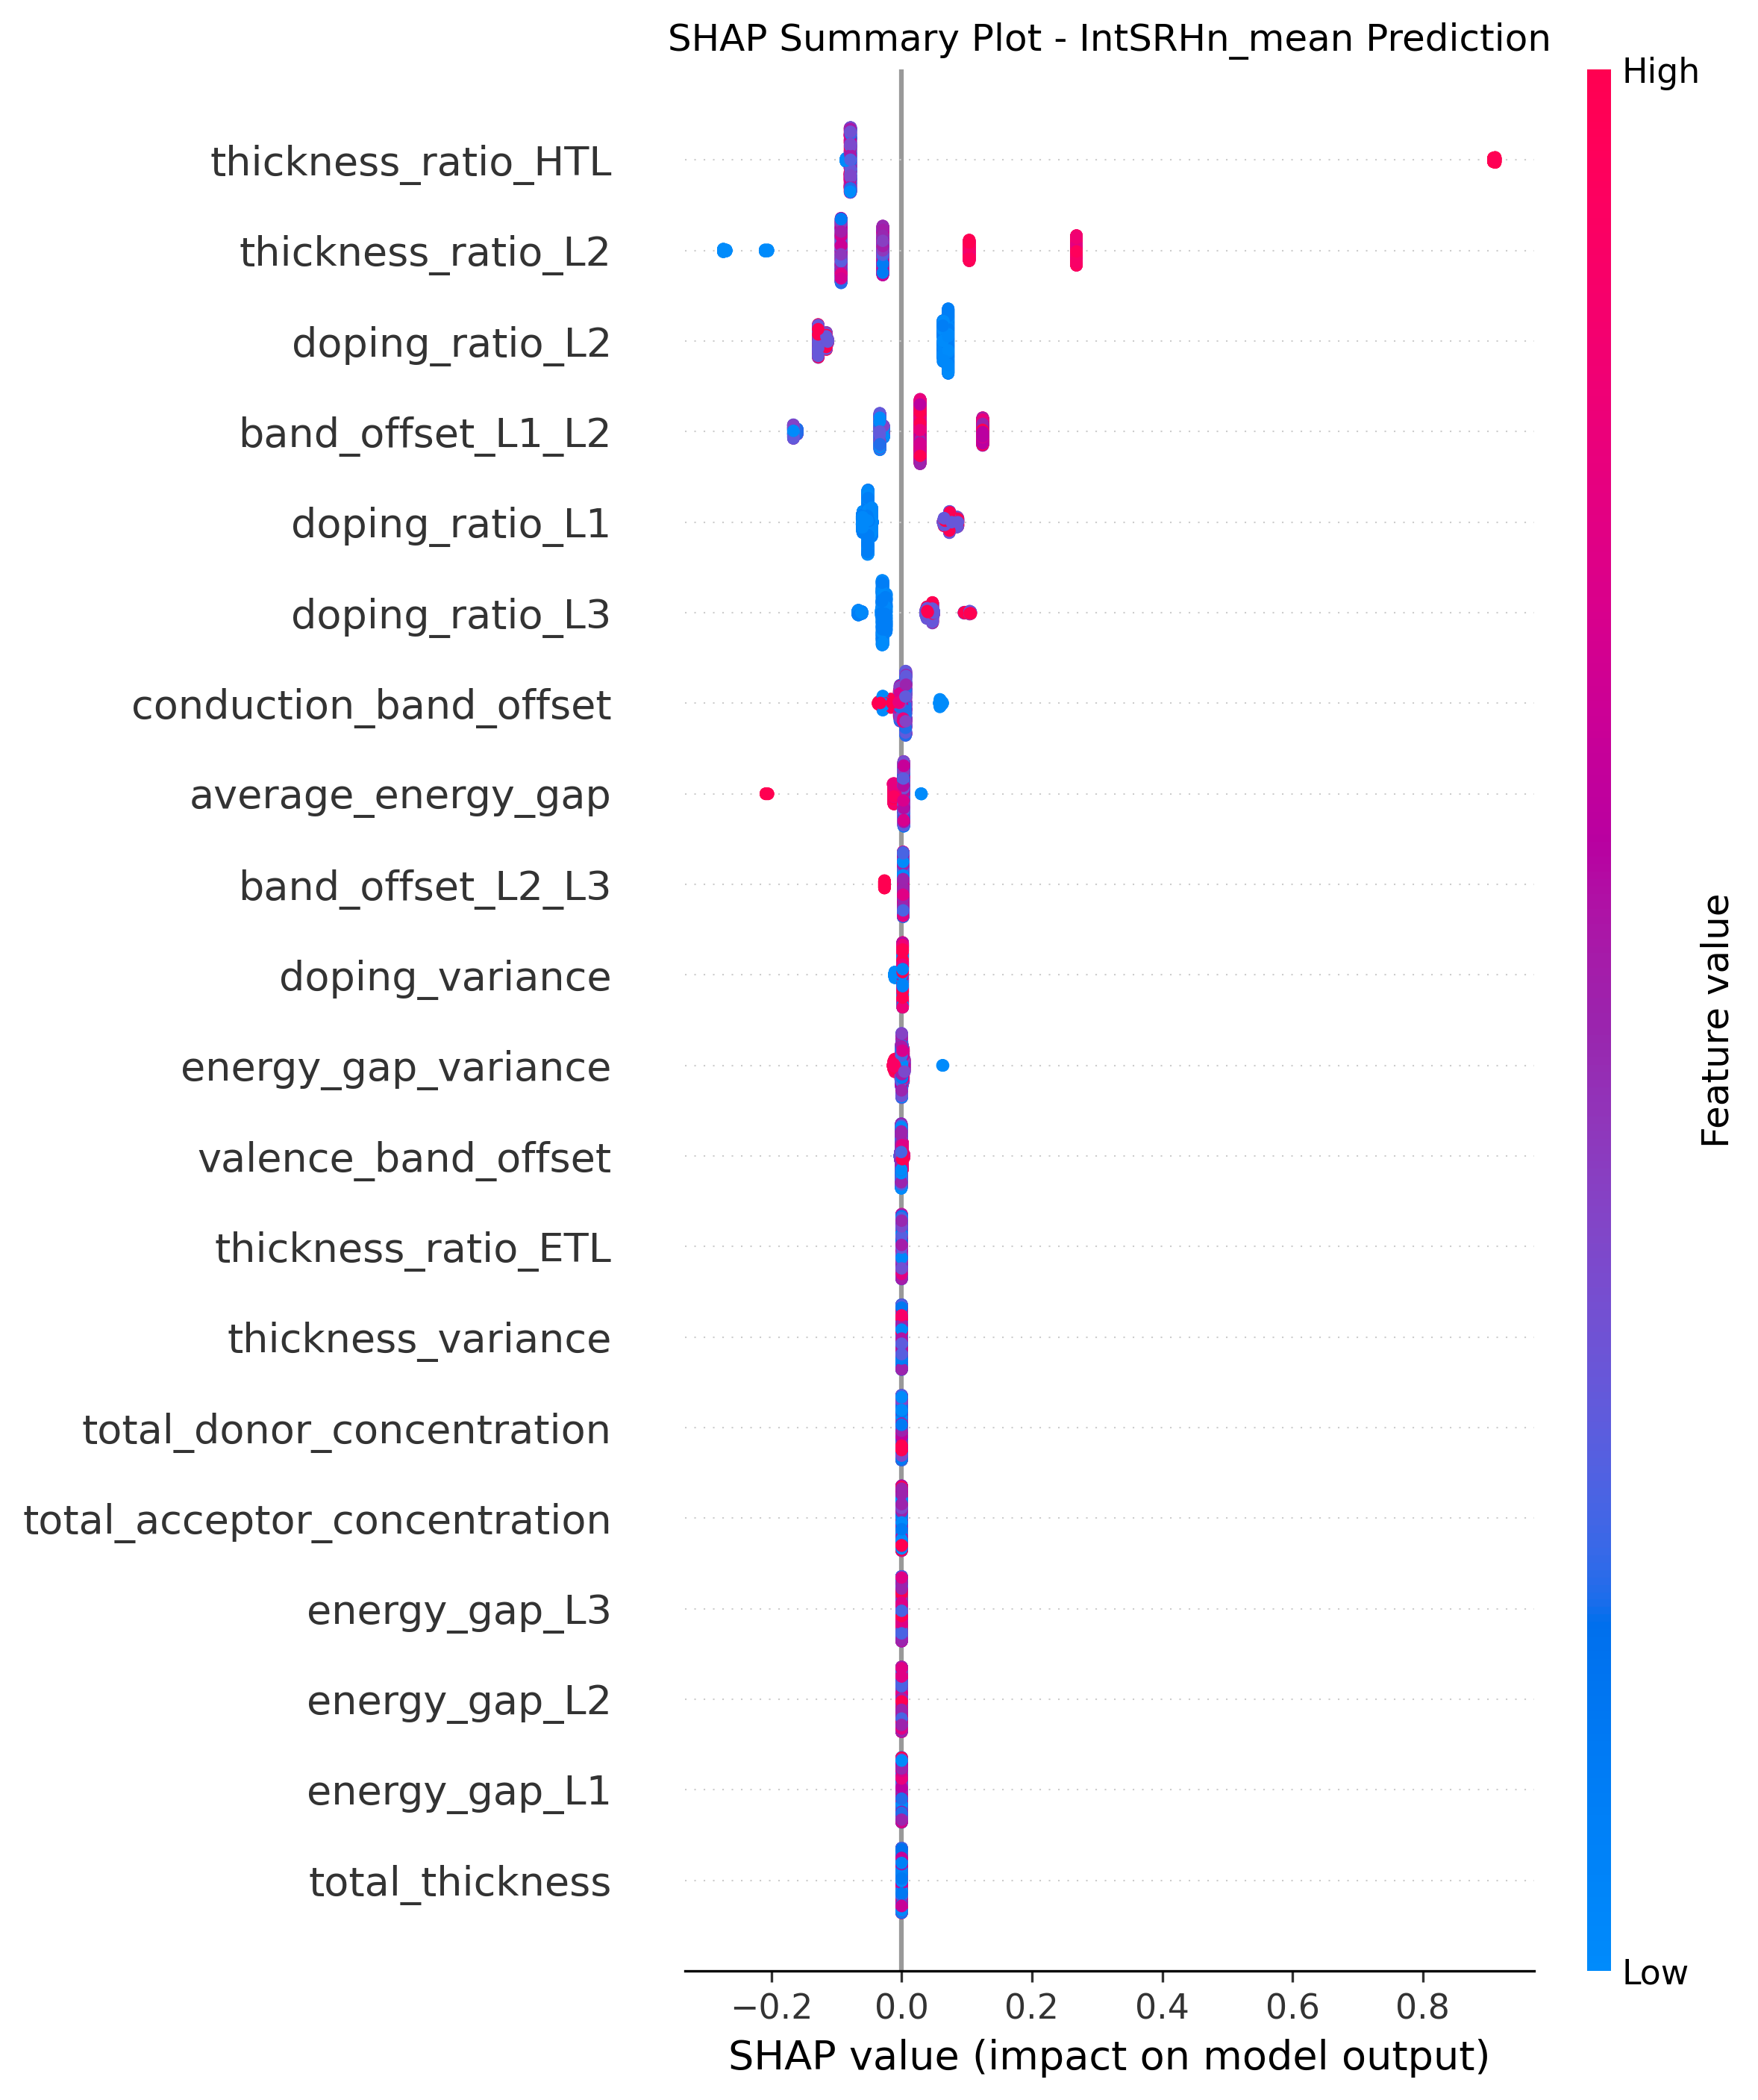 SHAP Summary Plot - IntSRHn_mean Prediction
High
thickness_ratio_HTL
thickness_ratio_L2
doping_ratio_L2
band_offset_L1_L2
doping_ratio_L1
doping_ratio_L3
conduction_band_offset
average_energy_gap
band_offset_L2_L3
doping_variance
energy_gap_variance
valence_band_offset
thickness_ratio_ETL
thickness_variance
total_donor_concentration
total_acceptor_concentration
energy_gap_L3
energy_gap_L2
energy_gap_L1
total_thickness
Feature value
Low
−0.2 0.0 0.2 0.4 0.6 0.8
SHAP value (impact on model output)